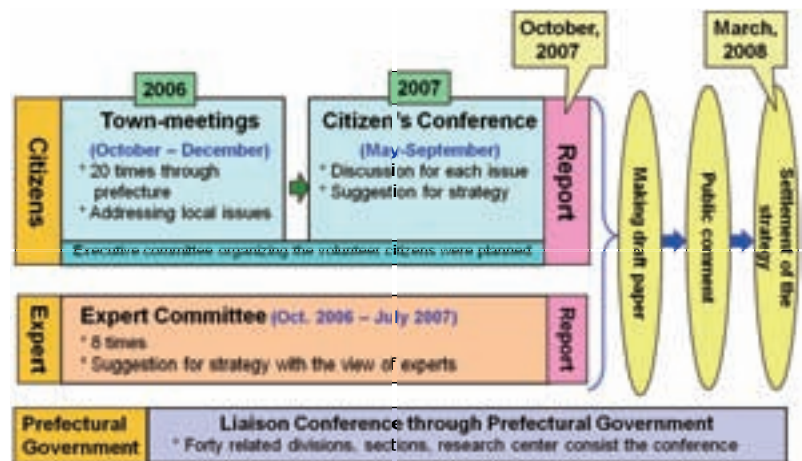 October,
2007
March,
2008
2006
2007
Citizens
Town-meetings
(October – December)
* 20 times through
prefecture
* Addressing local issues
Citizen's Conference
(May-September)
* Discussion for each issue
* Suggestion for strategy
Report
Executive committee organizing the volunteer citizens were planned
Making draft paper
Public comment
Settlement of the
strategy
Expert
Expert Committee (Oct. 2006 – July 2007)
* 8 times
* Suggestion for strategy with the view of experts
Report
Prefectural
Government
Liaison Conference through Prefectural Government
* Forty related divisions, sections, research center consist the conference